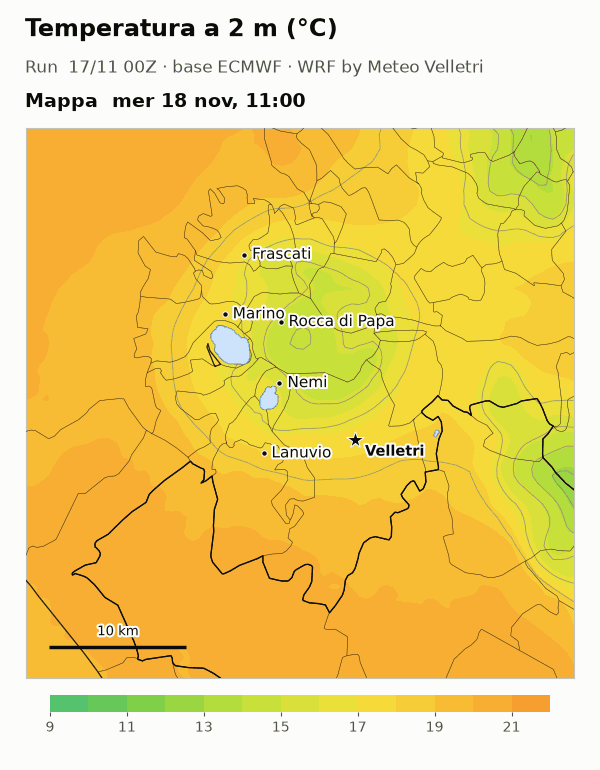 Temperatura a 2 m (°C)
Run  17/11 00Z · base ECMWF · WRF by Meteo Velletri
Mappa  mer 18 nov, 11:00
Frascati
Marino
Rocca di Papa
Nemi
Velletri
Lanuvio
10 km
9 11 13 15 17 19 21